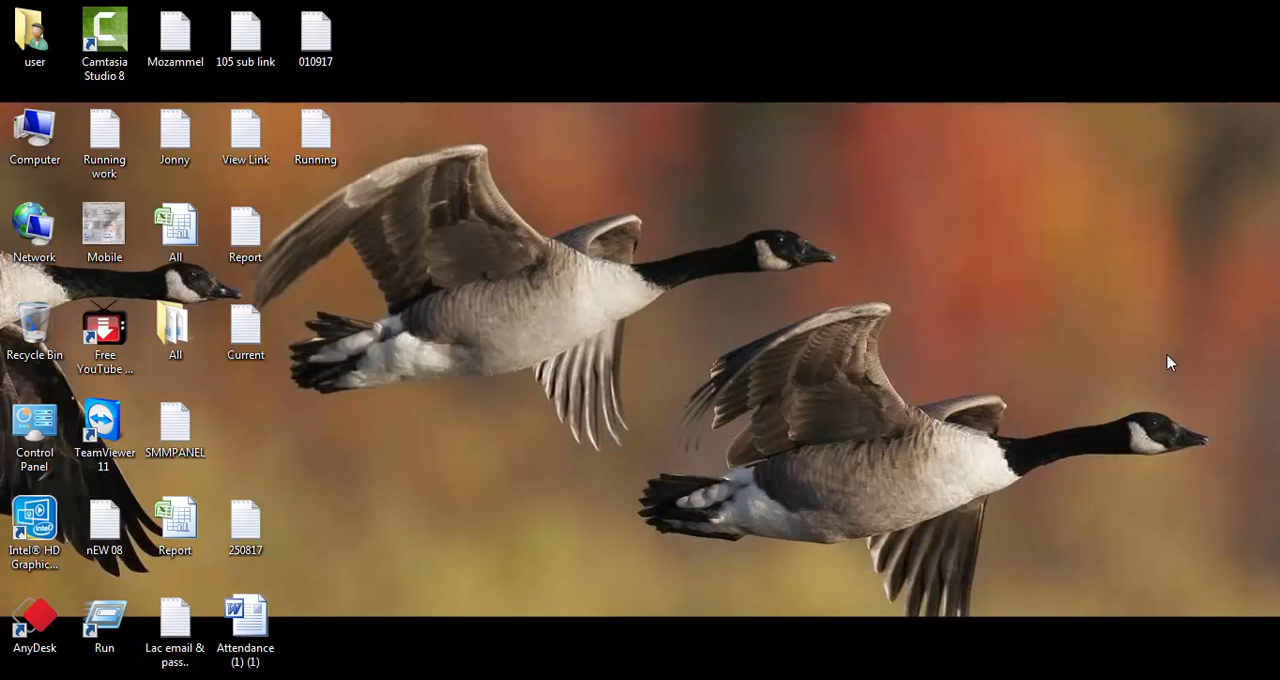 user
Camtasia
Studio 8
Mozammel
105 sub link
010917
Computer
Running
work
Jonny
View Link
Running
Network
Mobile
All
Report
Recycle Bin
Free
YouTube ...
All
Current
Control
Panel
TeamViewer
11
SMMPANEL
Intel® HD
Graphic...
nEW 08
Report
250817
AnyDesk
Run
Lac email &
pass..
Attendance
(1) (1)